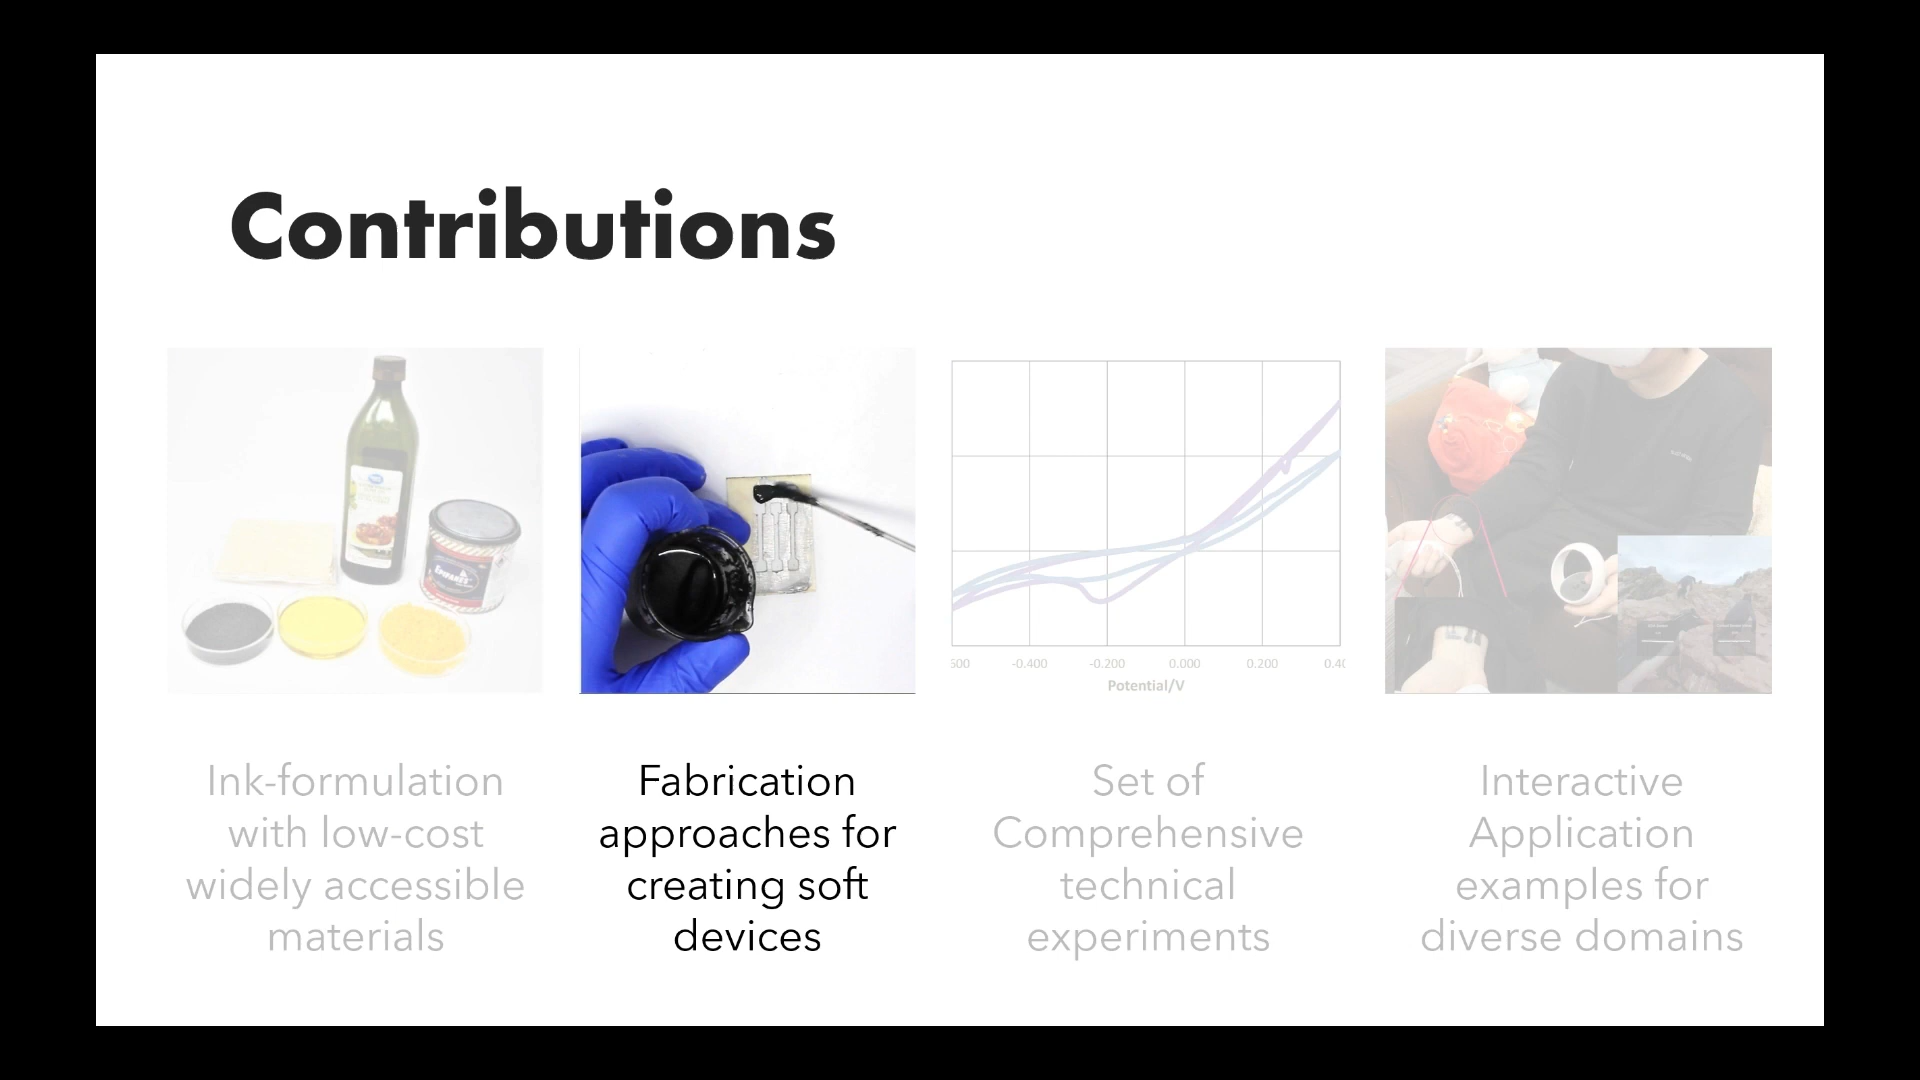 Contributions
-0.400
-0.200
0.000
0.200
Potential/V
Ink-formulation
with low-cost
widely accessible
materials
Fabrication
approaches for
creating soft
devices
Set of
Comprehensive
technical
experiments
Interactive
Application
examples for
diverse domains